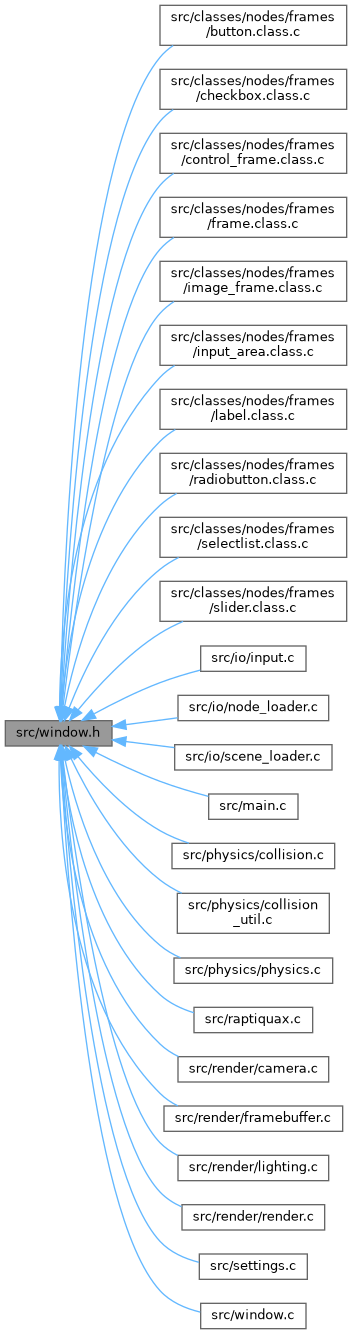 src/classes/nodes/frames
/button.class.c
src/classes/nodes/frames
/checkbox.class.c
src/classes/nodes/frames
/control_frame.class.c
src/classes/nodes/frames
/frame.class.c
src/classes/nodes/frames
/image_frame.class.c
src/classes/nodes/frames
/input_area.class.c
src/classes/nodes/frames
/label.class.c
src/classes/nodes/frames
/radiobutton.class.c
src/classes/nodes/frames
/selectlist.class.c
src/classes/nodes/frames
/slider.class.c
src/io/input.c
src/io/node_loader.c
src/window.h
src/io/scene_loader.c
src/main.c
src/physics/collision.c
src/physics/collision
_util.c
src/physics/physics.c
src/raptiquax.c
src/render/camera.c
src/render/framebuffer.c
src/render/lighting.c
src/render/render.c
src/settings.c
src/window.c